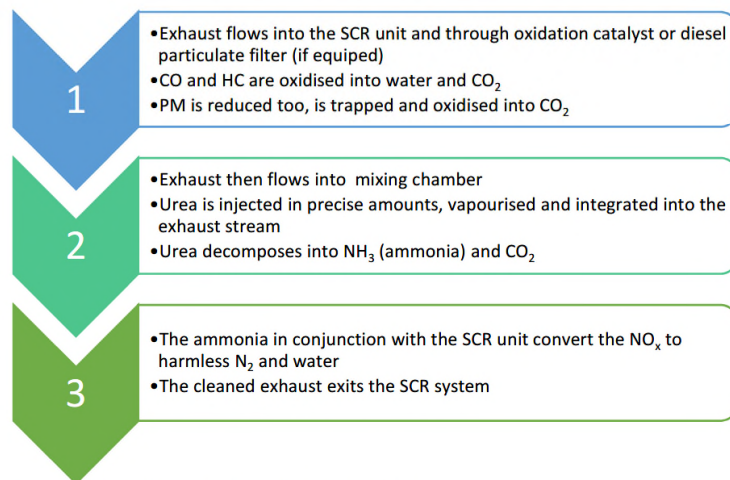 1
•Exhaust flows into the SCR unit and through oxidation catalyst or diesel
particulate filter (if equiped)
•CO and HC are oxidised into water and CO₂
•PM is reduced too, is trapped and oxidised into CO₂
2
•Exhaust then flows into mixing chamber
•Urea is injected in precise amounts, vapourised and integrated into the
exhaust stream
•Urea decomposes into NH₃ (ammonia) and CO₂
3
•The ammonia in conjunction with the SCR unit convert the NOₓ to
harmless N₂ and water
•The cleaned exhaust exits the SCR system